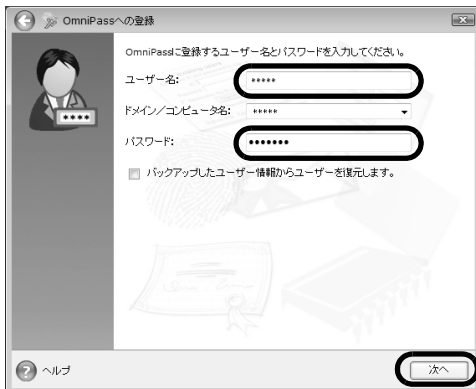 OmniPassへの登録
OmniPassに登録するユーザー名とパスワードを入力してください。
ユーザー名:
*****
ドメイン/コンピュータ名:
*****
パスワード:
●●●●●●●
バックアップしたユーザー情報からユーザーを復元します。
****
ヘルプ
次へ